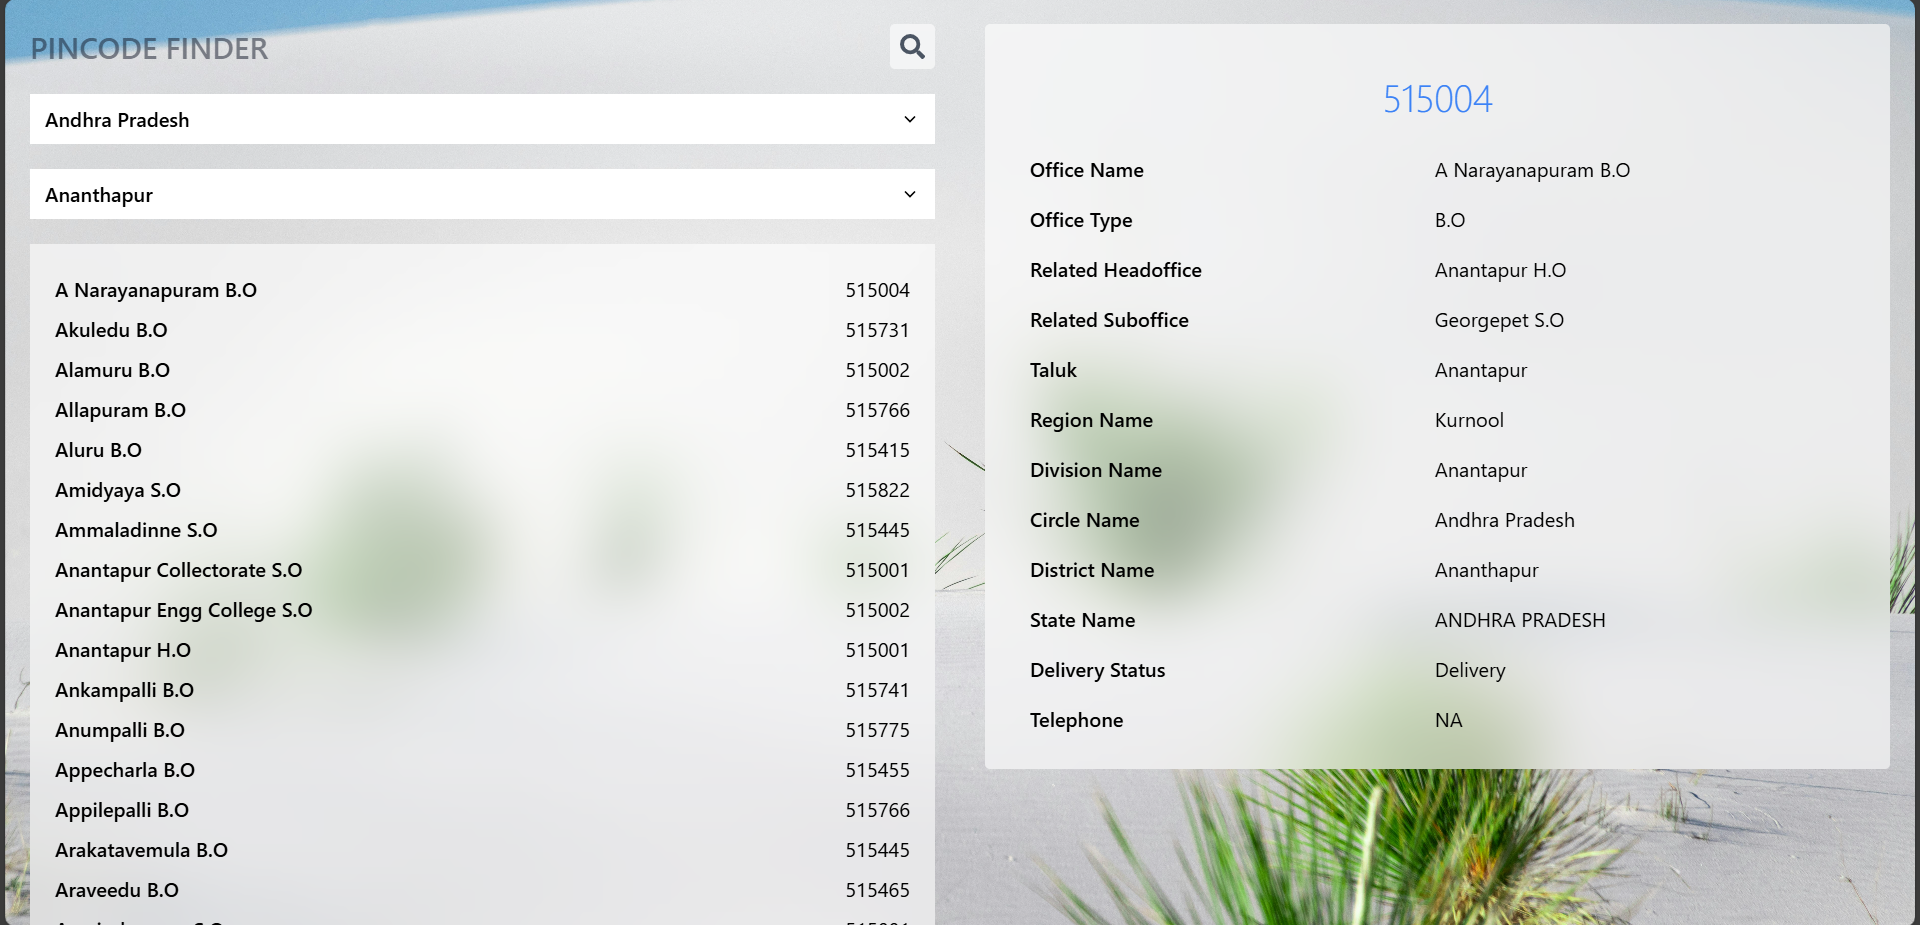 PINCODE FINDER
Andhra Pradesh
Ananthapur
A Narayanapuram B.O 515004
Akuledu B.O 515731
Alamuru B.O 515002
Allapuram B.O 515766
Aluru B.O 515415
Amidyaya S.O 515822
Ammaladinne S.O 515445
Anantapur Collectorate S.O 515001
Anantapur Engg College S.O 515002
Anantapur H.O 515001
Ankampalli B.O 515741
Anumpalli B.O 515775
Appecharla B.O 515455
Appilepalli B.O 515766
Arakatavemula B.O 515445
Araveedu B.O 515465
515004
Office Name A Narayanapuram B.O
Office Type B.O
Related Headoffice Anantapur H.O
Related Suboffice Georgepet S.O
Taluk Anantapur
Region Name Kurnool
Division Name Anantapur
Circle Name Andhra Pradesh
District Name Ananthapur
State Name ANDHRA PRADESH
Delivery Status Delivery
Telephone NA